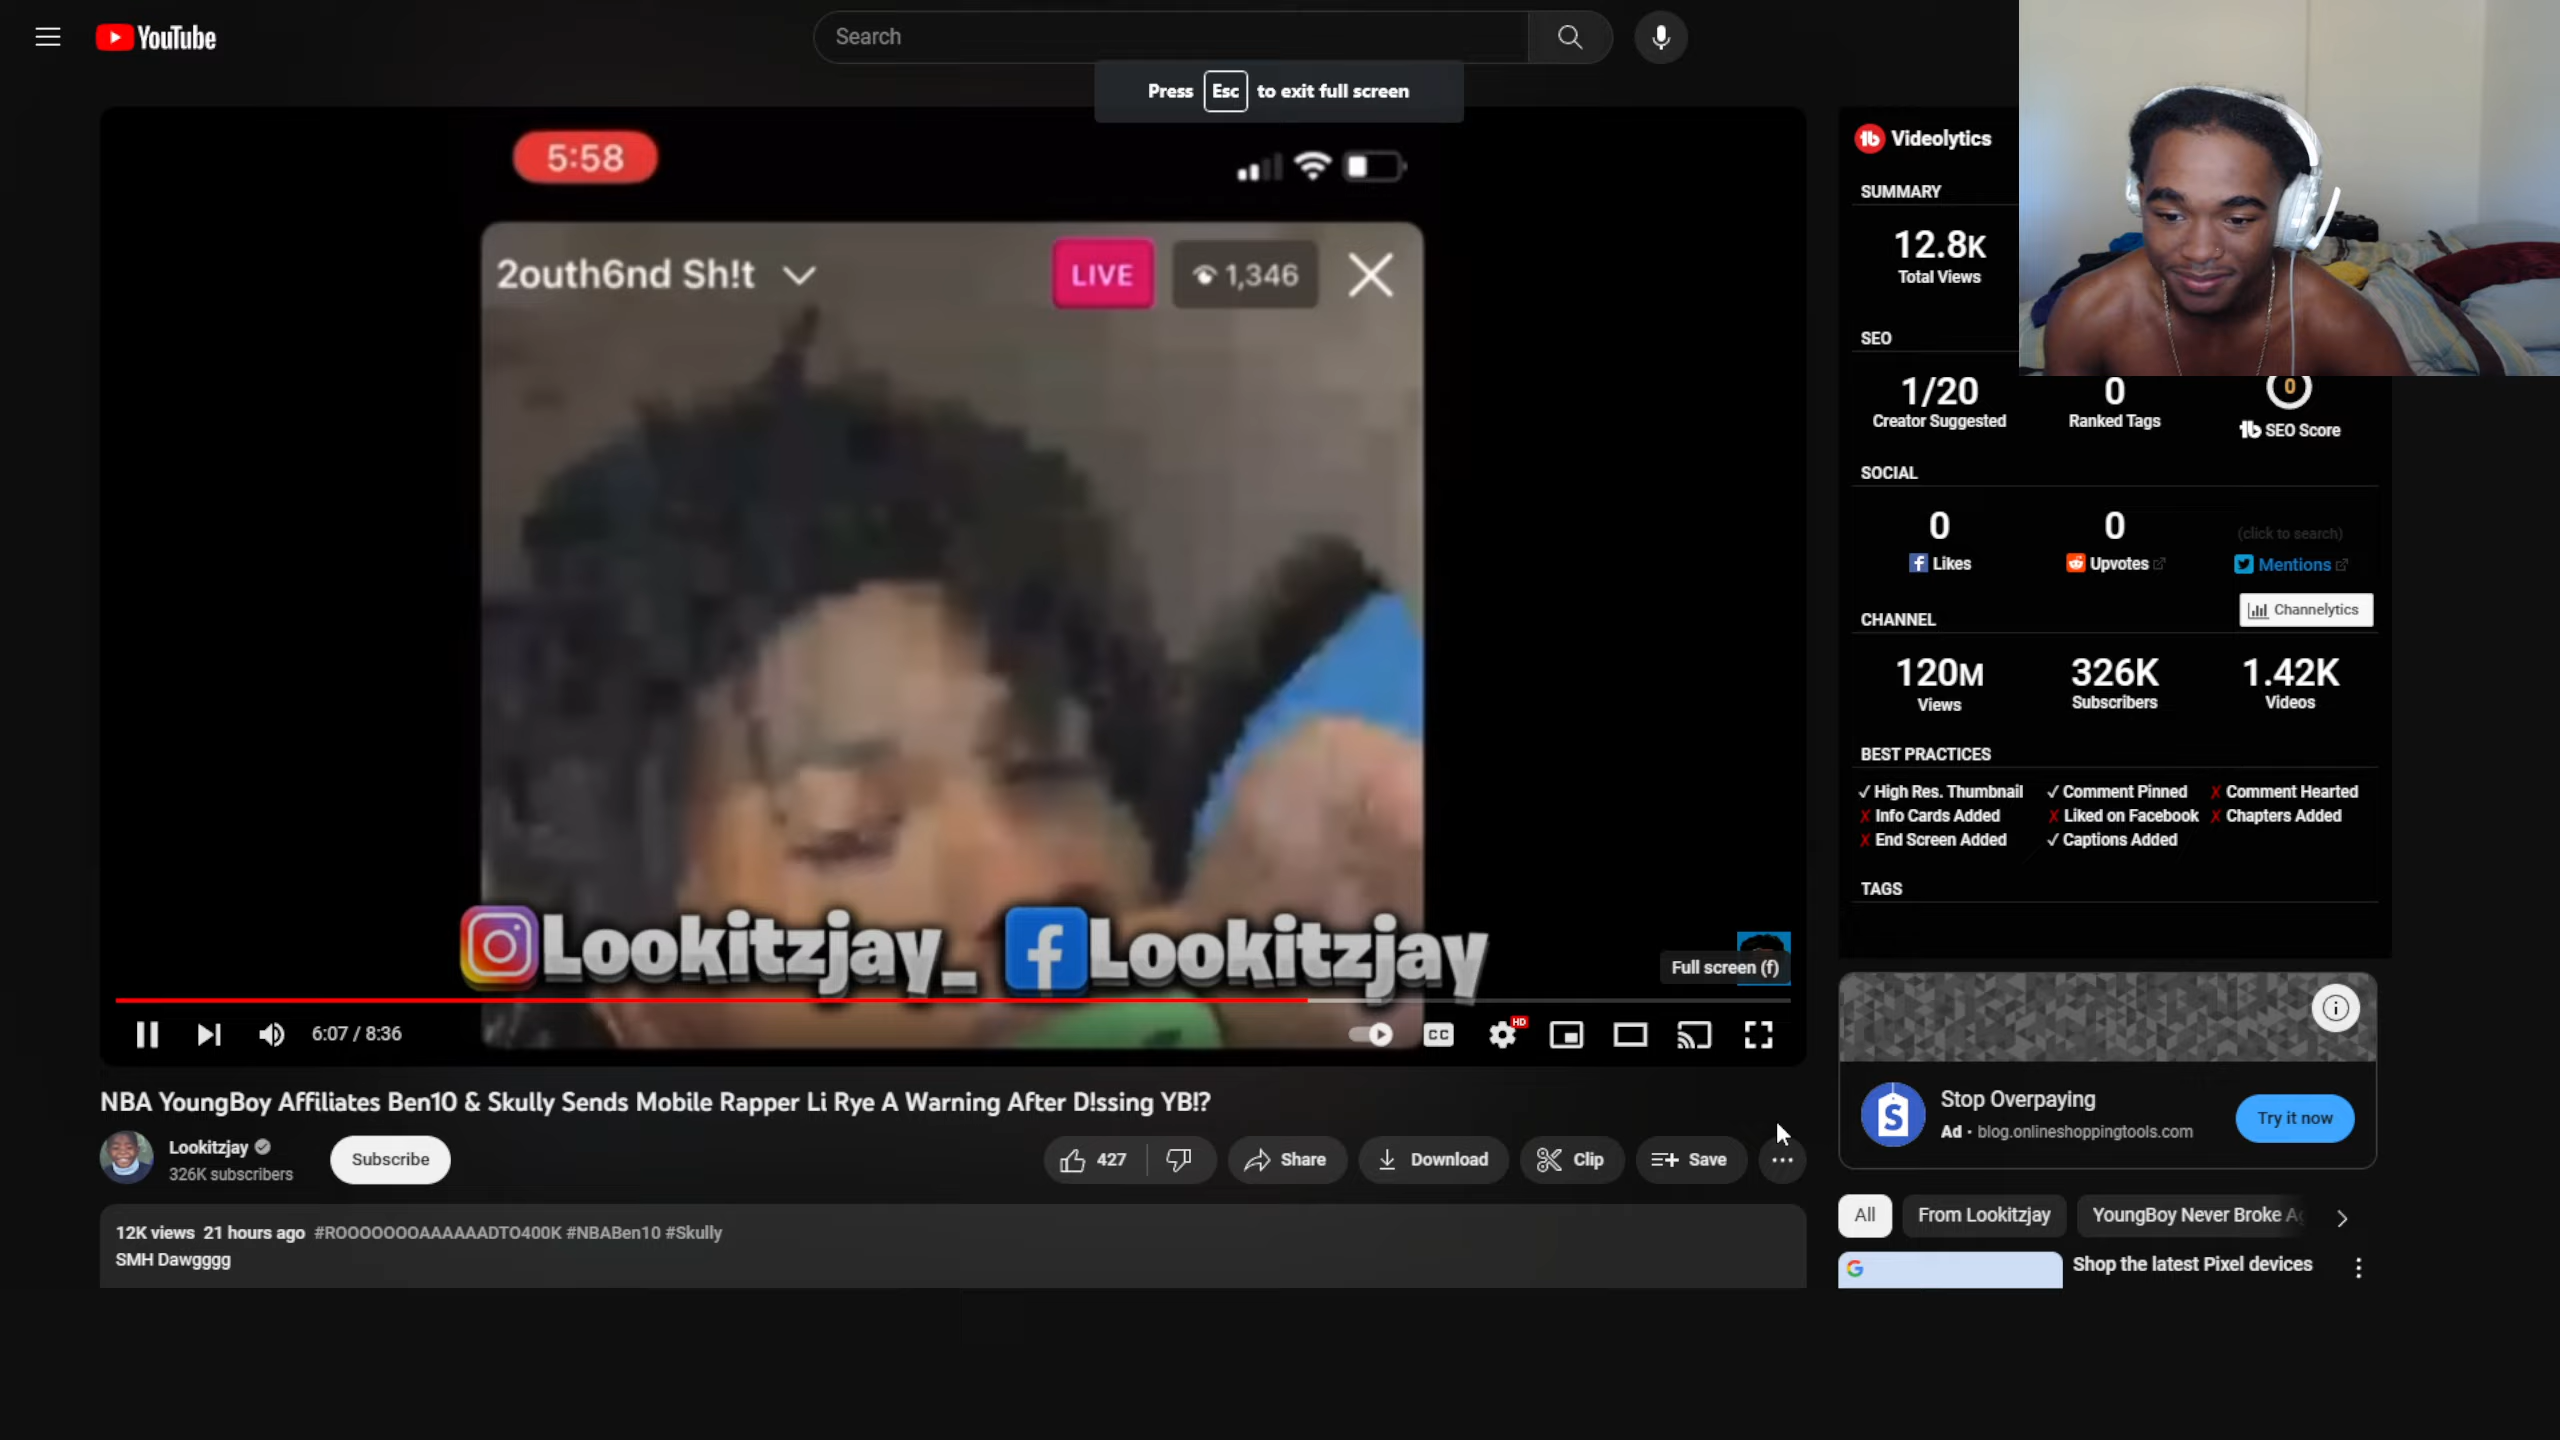 YouTube
Search
Press Esc to exit full screen
5:58
2outh6nd Sh!t
LIVE
1,346
Lookitzjay_
Lookitzjay
Full screen (f)
6:07 / 8:36
CC
HD
NBA YoungBoy Affiliates Ben10 & Skully Sends Mobile Rapper Li Rye A Warning After D!ssing YB!?
Lookitzjay
326K subscribers
Subscribe
427
Share
Download
Clip
Save
12K views 21 hours ago #ROOOOOOOAAAAAADTO400K #NBABen10 #Skully
SMH Dawgggg
Videolytics
SUMMARY
12.8K
Total Views
SEO
1/20
Creator Suggested
0
Ranked Tags
0
SEO Score
SOCIAL
0
Likes
0
Upvotes
(click to search)
Mentions
CHANNEL
Channelytics
120M
Views
326K
Subscribers
1.42K
Videos
BEST PRACTICES
✓ High Res. Thumbnail ✓ Comment Pinned ✗ Comment Hearted
✗ Info Cards Added ✗ Liked on Facebook ✗ Chapters Added
✗ End Screen Added ✓ Captions Added
TAGS
Stop Overpaying
Ad · blog.onlineshoppingtools.com
Try it now
All
From Lookitzjay
YoungBoy Never Broke
Shop the latest Pixel devices